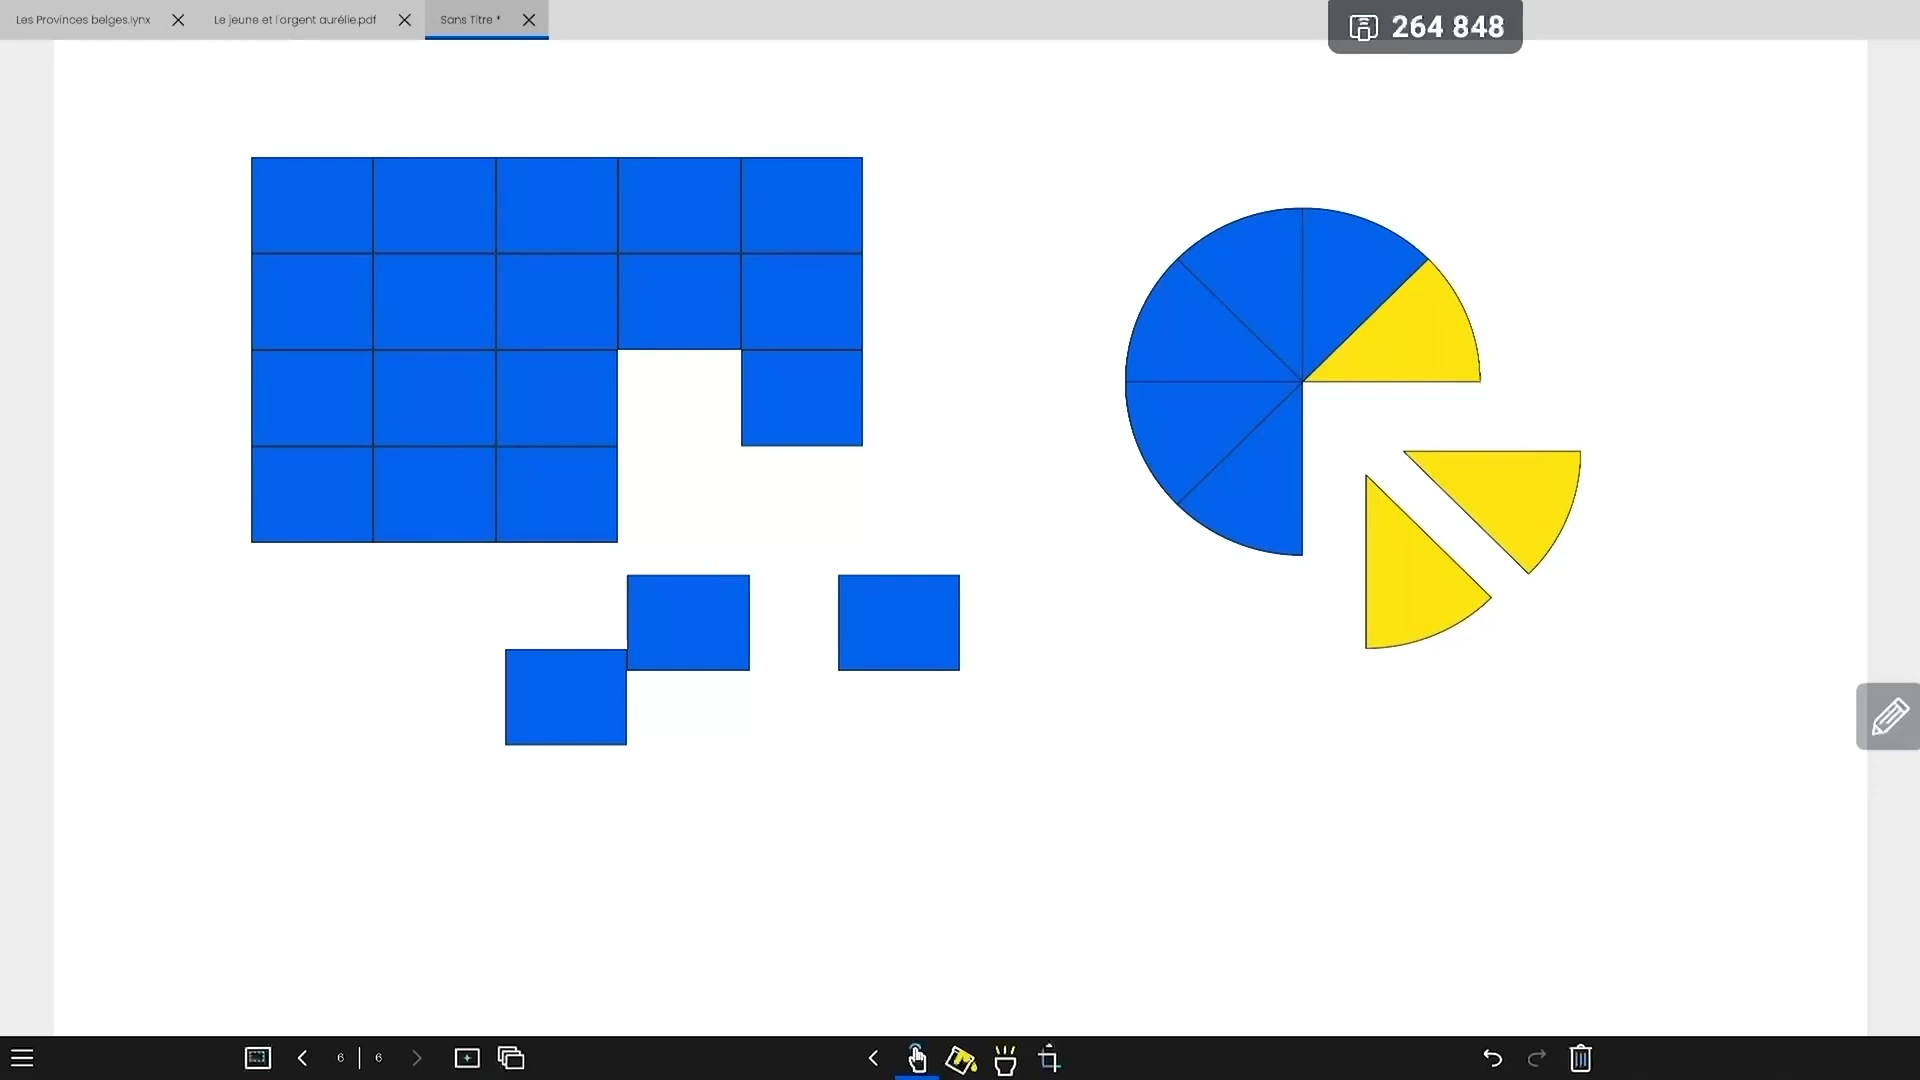 Les Provinces belges.lynx
Le jeune et l'argent aurélie.pdf
Sans Titre *
264 848
6 | 6